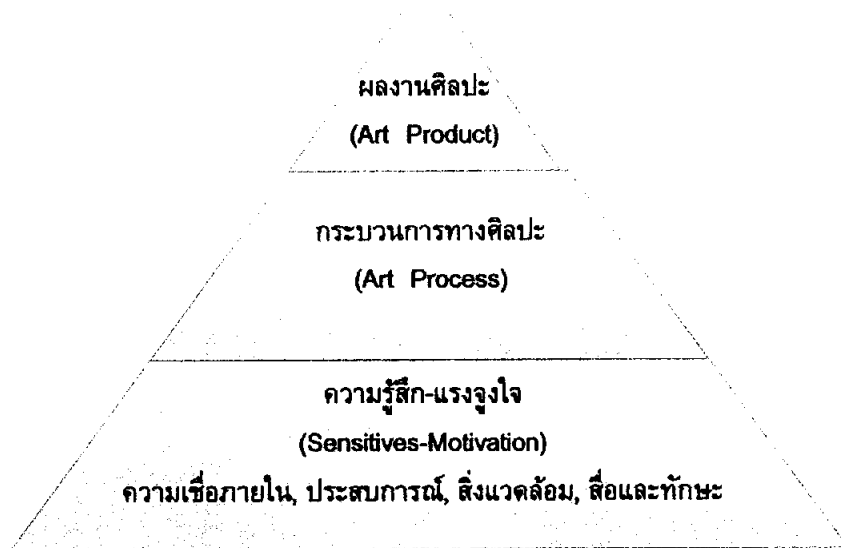 ผลงานศิลปะ
(Art Product)
กระบวนการทางศิลปะ
(Art Process)
ความรู้สึก-แรงจูงใจ
(Sensitives-Motivation)
ความเชื่อภายใน, ประสบการณ์, สิ่งแวดล้อม, สื่อและทักษะ